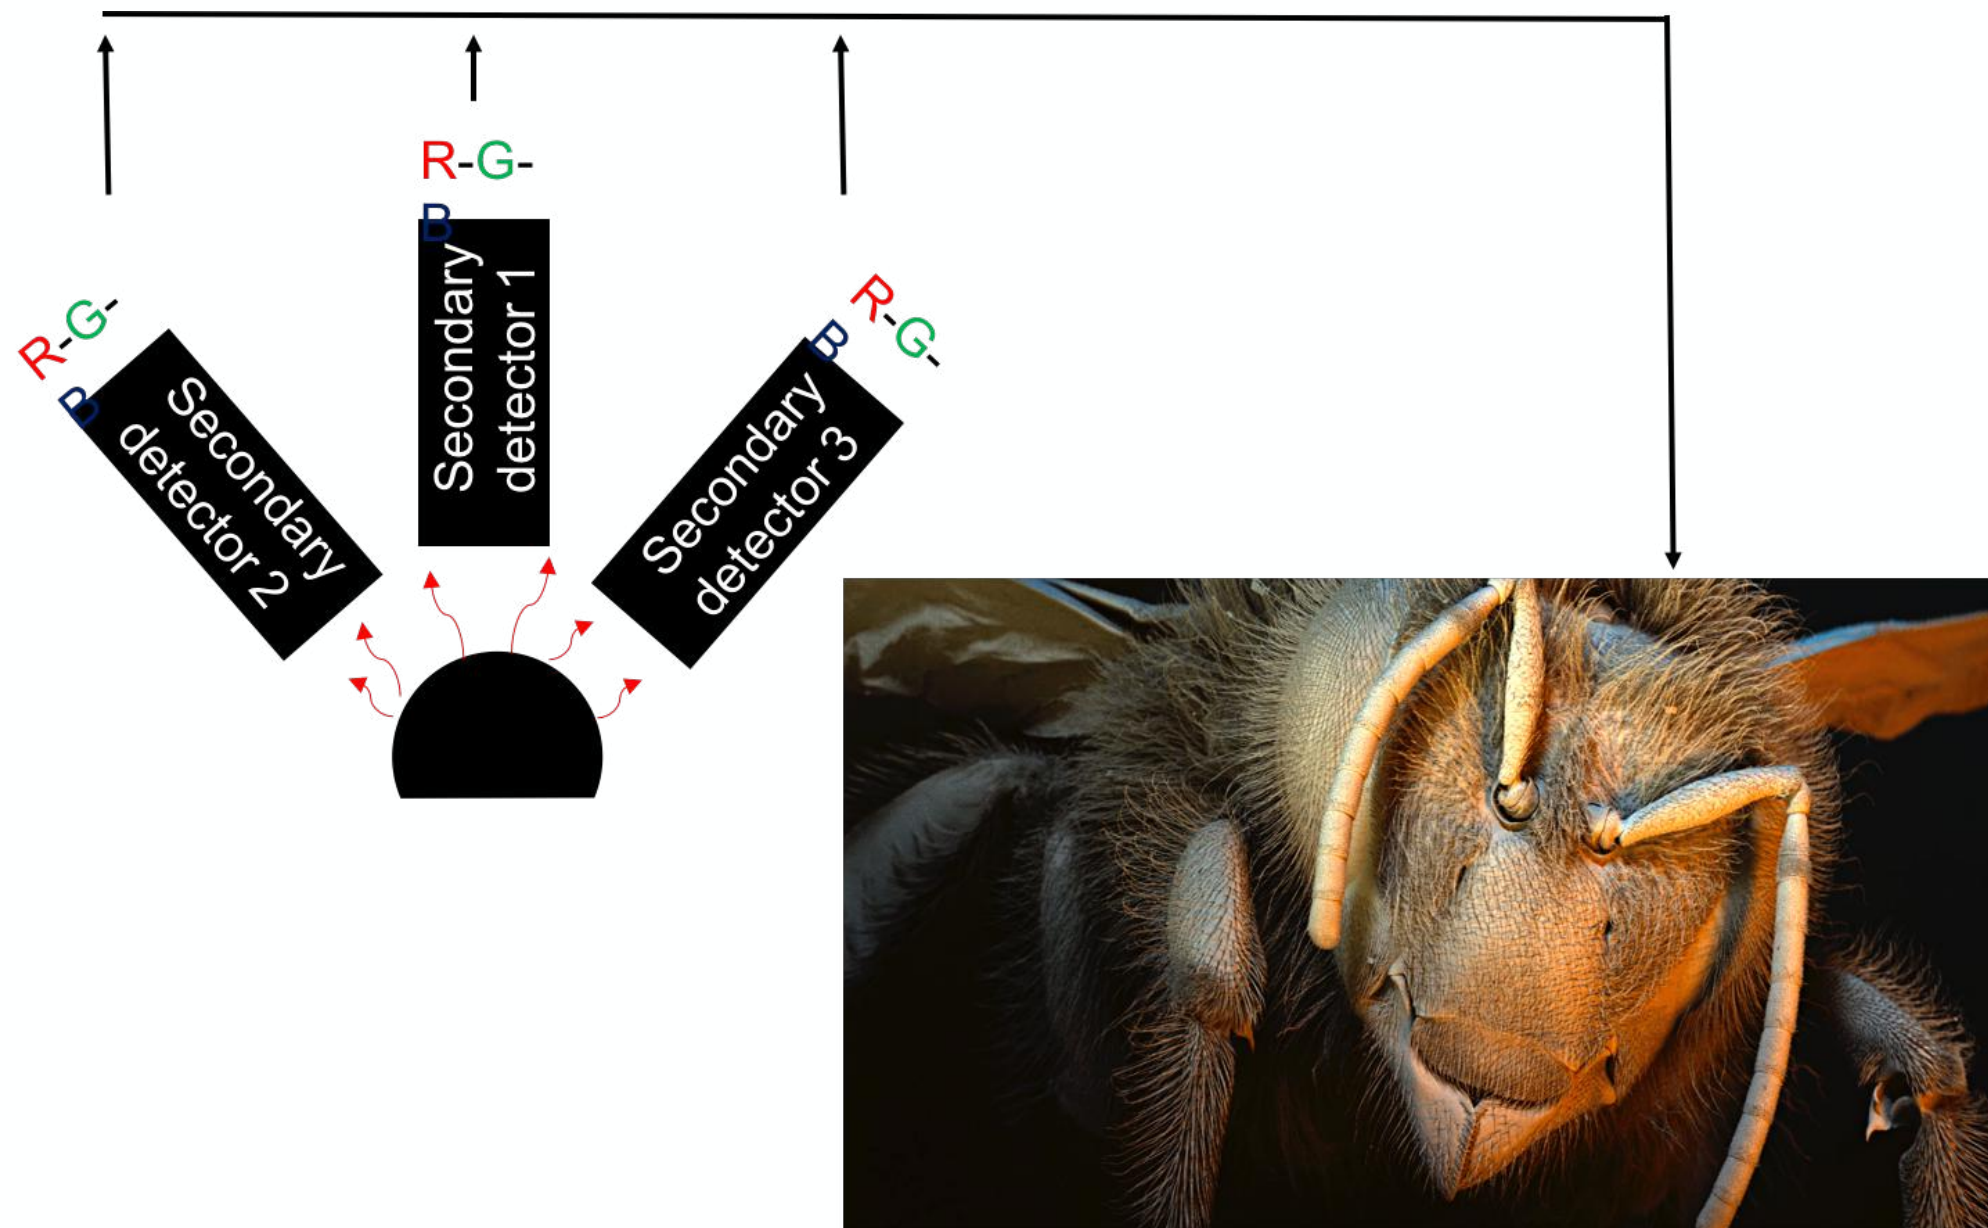 R-G-
B
Secondary
detector 1
R-G-
B
Secondary
detector 2
R-G-
B
Secondary
detector 3